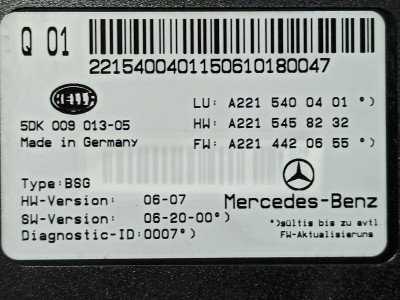 Q 01
2215400401150610180047
HELLA
LU: A221 540 04 01 °)
5DK 009 013-05
HW: A221 545 82 32
Made in Germany
FW: A221 442 06 55 °)
Type: BSG
HW-Version: 06-07
Mercedes-Benz
SW-Version: 06-20-00°)
°)gültig bis zu evtl.
Diagnostic-ID:0007°)
FW-Aktualisierung